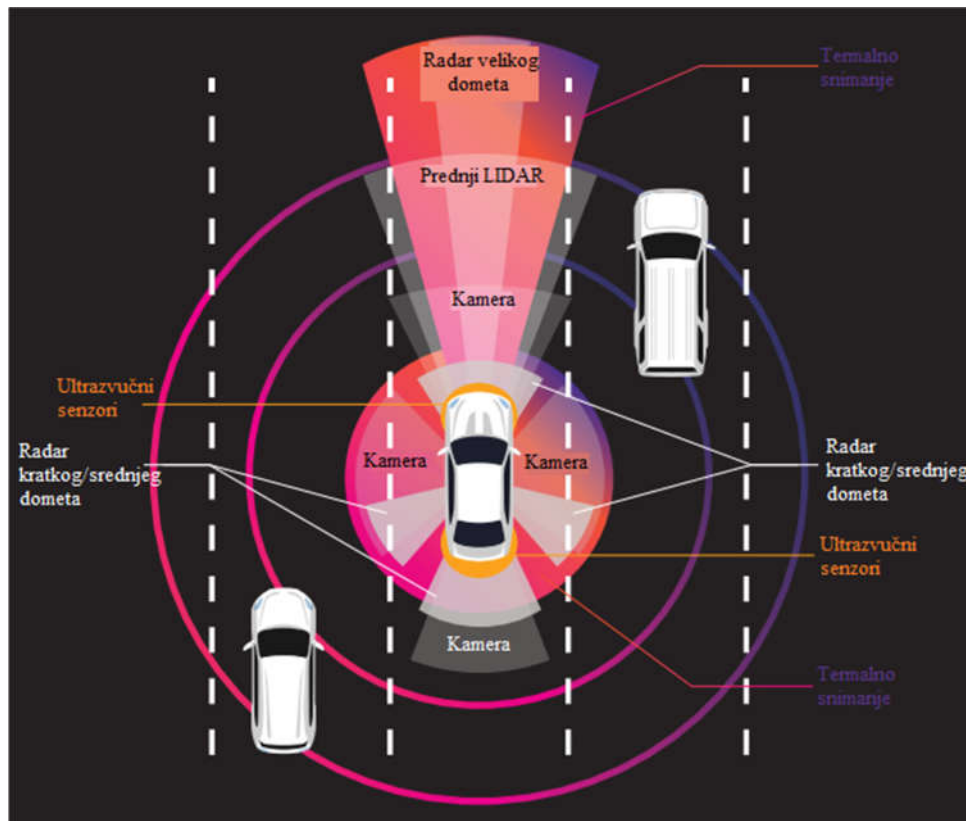 Radar velikog
dometa
Termalno
snimanje
Prednji LIDAR
Kamera
Ultrazvučni
senzori
Radar
kratkog/srednjeg
dometa
Kamera
Kamera
Radar
kratkog/srednjeg
dometa
Ultrazvučni
senzori
Kamera
Termalno
snimanje